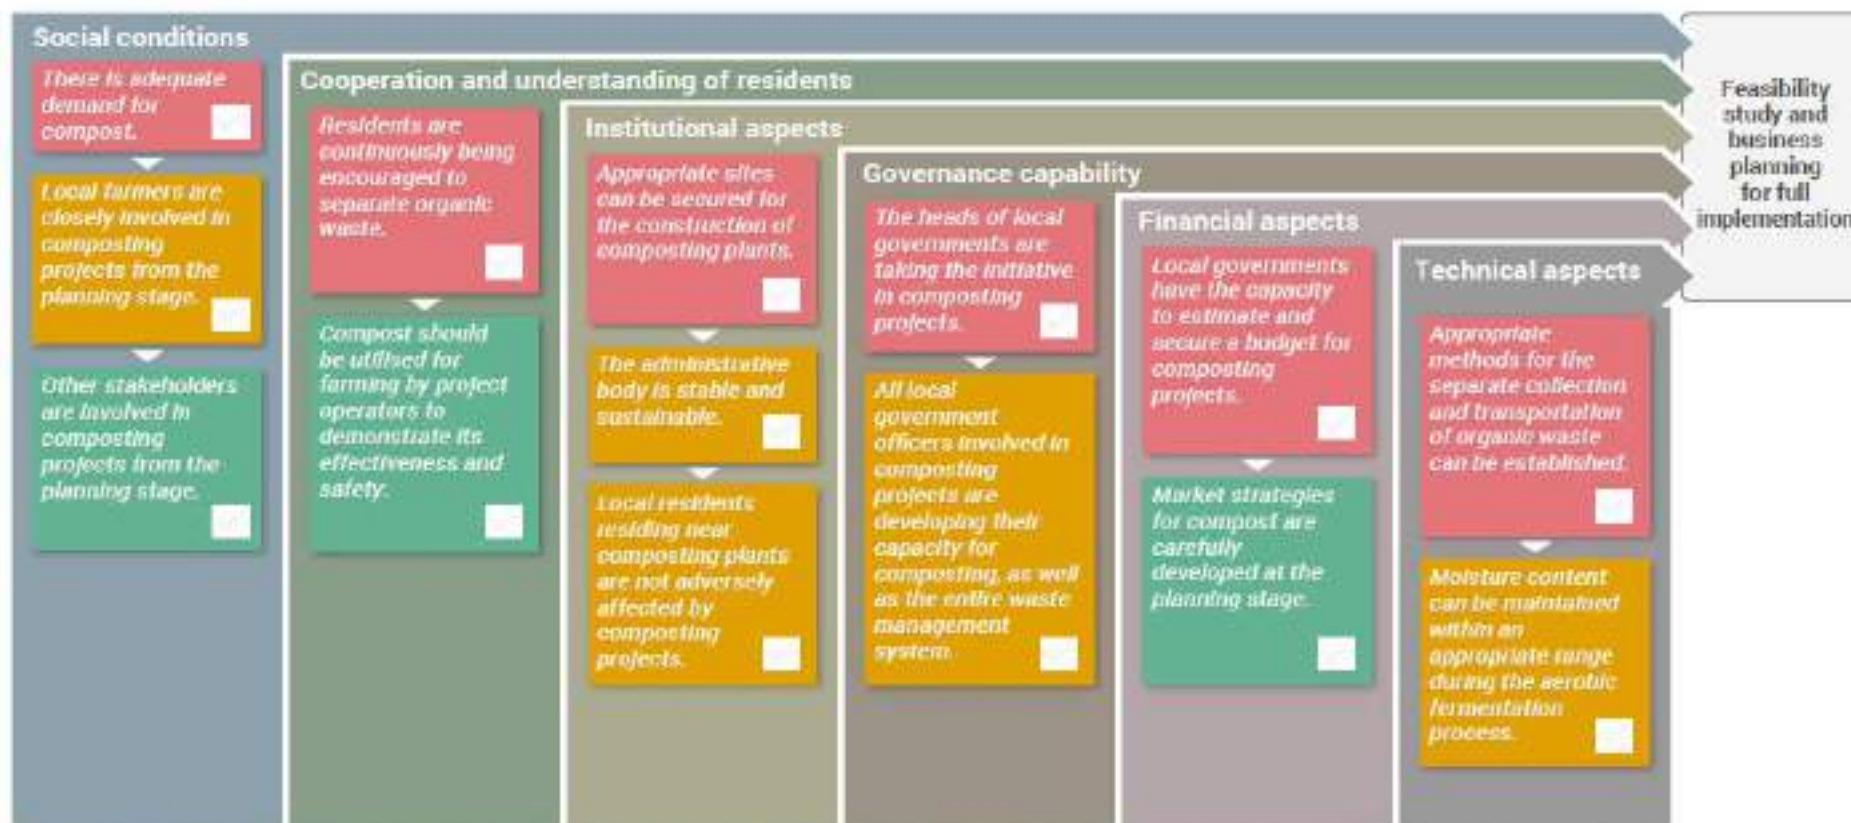 Social conditions
There is adequate
demand for
compost.
Local farmers are
closely involved in
composting
projects from the
planning stage.
Other stakeholders
are involved in
composting
projects from the
planning stage.
Cooperation and understanding of residents
Residents are
continuously being
encouraged to
separate organic
waste.
Compost should
be utilised for
farming by project
operators to
demonstrate its
effectiveness and
safety.
Institutional aspects
Appropriate sites
can be secured for
the construction of
composting plants.
The administrative
body is stable and
sustainable.
Local residents
residing near
composting plants
are not adversely
affected by
composting
projects.
Governance capability
The heads of local
governments are
taking the initiative
in composting
projects.
All local
government
officers involved in
composting
projects are
developing their
capacity for
composting, as well
as the entire waste
management
system.
Financial aspects
Local governments
have the capacity
to estimate and
secure a budget for
composting
projects.
Market strategies
for compost are
carefully
developed at the
planning stage.
Technical aspects
Appropriate
methods for the
separate collection
and transportation
of organic waste
can be established.
Moisture content
can be maintained
within an
appropriate range
during the aerobic
fermentation
process.
Feasibility
study and
business
planning
for full
implementation